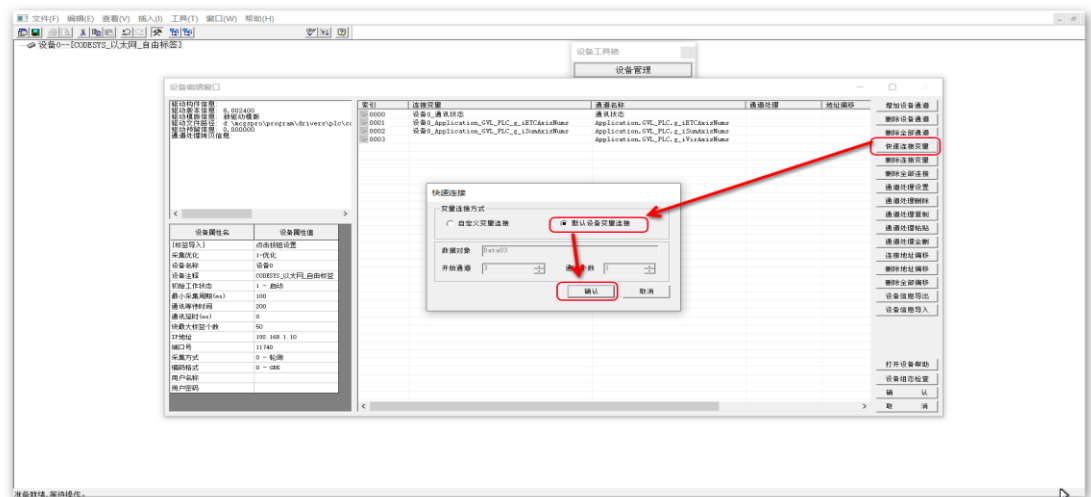 文件(F) 编辑(E) 查看(V) 插入(I) 工具(T) 窗口(W) 帮助(H)
设备0--[CODESYS_以太网_自由标签]
设备工具箱
设备管理
设备编辑窗口
驱动构件信息:
驱动版本信息: 5.002400
驱动模版信息: 新驱动模版
驱动文件路径: d:\mcgspro\program\drivers\plc\co
驱动预留信息: 0.000000
通道处理拷贝信息:
设备属性名 设备属性值
[标签导入] 点击按钮设置
采集优化 1-优化
设备名称 设备0
设备注释 CODESYS_以太网_自由标签
初始工作状态 1 - 启动
最小采集周期(ms) 100
通讯等待时间 200
通讯延时(ms) 0
块最大标签个数 50
IP地址 192.168.1.10
端口号 11740
采集方式 0 - 轮询
编码格式 0 - GBK
用户名称
用户密码
索引 连接变量 通道名称 通道处理 地址偏移
0000 设备0_通讯状态 通讯状态
0001 设备0_Application_GVL_PLC_g_iETCAxisNums Application.GVL_PLC.g_iETCAxisNums
0002 设备0_Application_GVL_PLC_g_iSumAxisNums Application.GVL_PLC.g_iSumAxisNums
0003 Application.GVL_PLC.g_iVirAxisNums
快速连接
变量连接方式
自定义变量连接 默认设备变量连接
数据对象 Data03
开始通道 3 个数 1
确认 取消
增加设备通道
删除设备通道
删除全部通道
快速连接变量
删除连接变量
删除全部连接
通道处理设置
通道处理删除
通道处理复制
通道处理粘贴
通道处理全删
连接地址偏移
删除地址偏移
删除全部偏移
设备信息导出
设备信息导入
打开设备帮助
设备组态检查
确 认
取 消
准备就绪,等待操作。